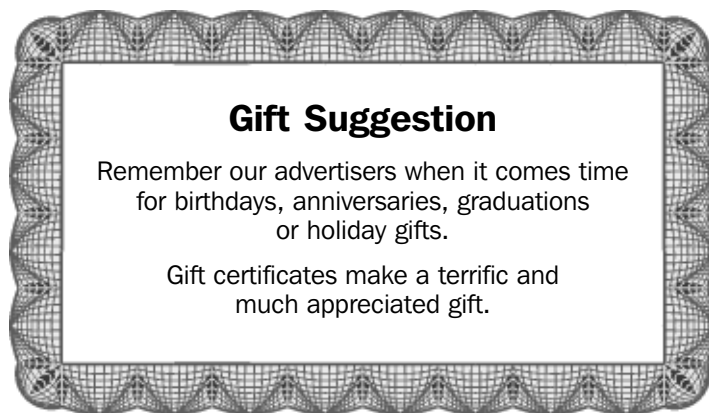 Gift Suggestion
Remember our advertisers when it comes time
for birthdays, anniversaries, graduations
or holiday gifts.
Gift certificates make a terrific and
much appreciated gift.